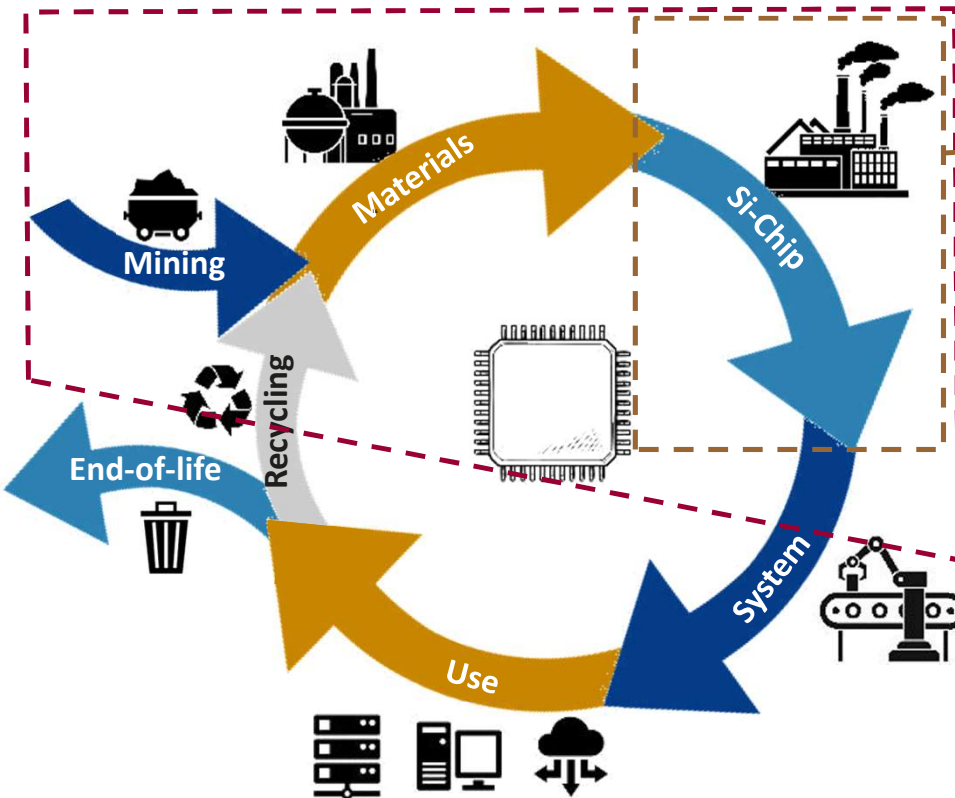 Materials
Si-Chip
Mining
Recycling
End-of-life
System
Use